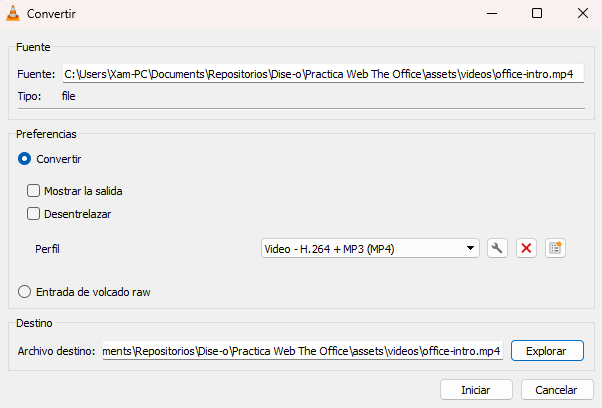 Convertir
Fuente
Fuente: C:\Users\Xam-PC\Documents\Repositorios\Dise-o\Practica Web The Office\assets\videos\office-intro.mp4
Tipo: file
Preferencias
Convertir
Mostrar la salida
Desentrelazar
Perfil Video - H.264 + MP3 (MP4)
Entrada de volcado raw
Destino
Archivo destino: ments\Repositorios\Dise-o\Practica Web The Office\assets\videos\office-intro.mp4 Explorar
Iniciar Cancelar